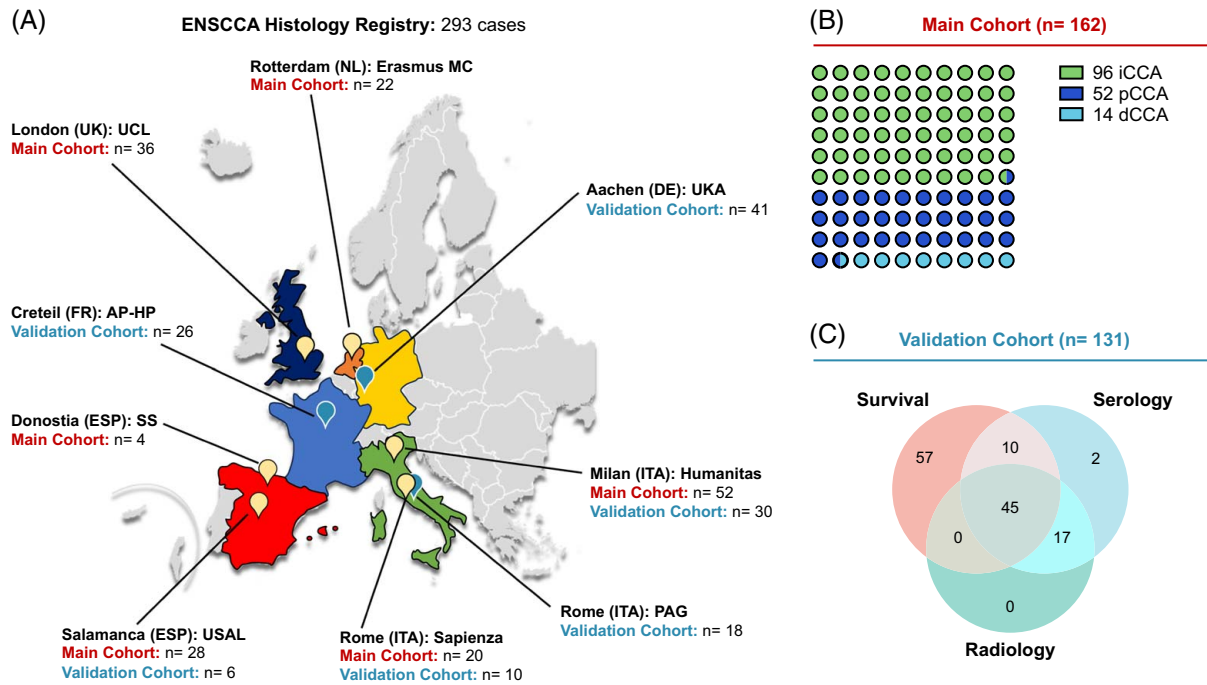 (A)
ENSCCA Histology Registry: 293 cases
Rotterdam (NL): Erasmus MC
Main Cohort: n= 22
London (UK): UCL
Main Cohort: n= 36
Aachen (DE): UKA
Validation Cohort: n= 41
Creteil (FR): AP-HP
Validation Cohort: n= 26
Donostia (ESP): SS
Main Cohort: n= 4
Milan (ITA): Humanitas
Main Cohort: n= 52
Validation Cohort: n= 30
Rome (ITA): PAG
Validation Cohort: n= 18
Salamanca (ESP): USAL
Main Cohort: n= 28
Validation Cohort: n= 6
Rome (ITA): Sapienza
Main Cohort: n= 20
Validation Cohort: n= 10
(B)
Main Cohort (n= 162)
96 iCCA
52 pCCA
14 dCCA
(C)
Validation Cohort (n= 131)
Survival
Serology
57
10
2
45
0
17
0
Radiology